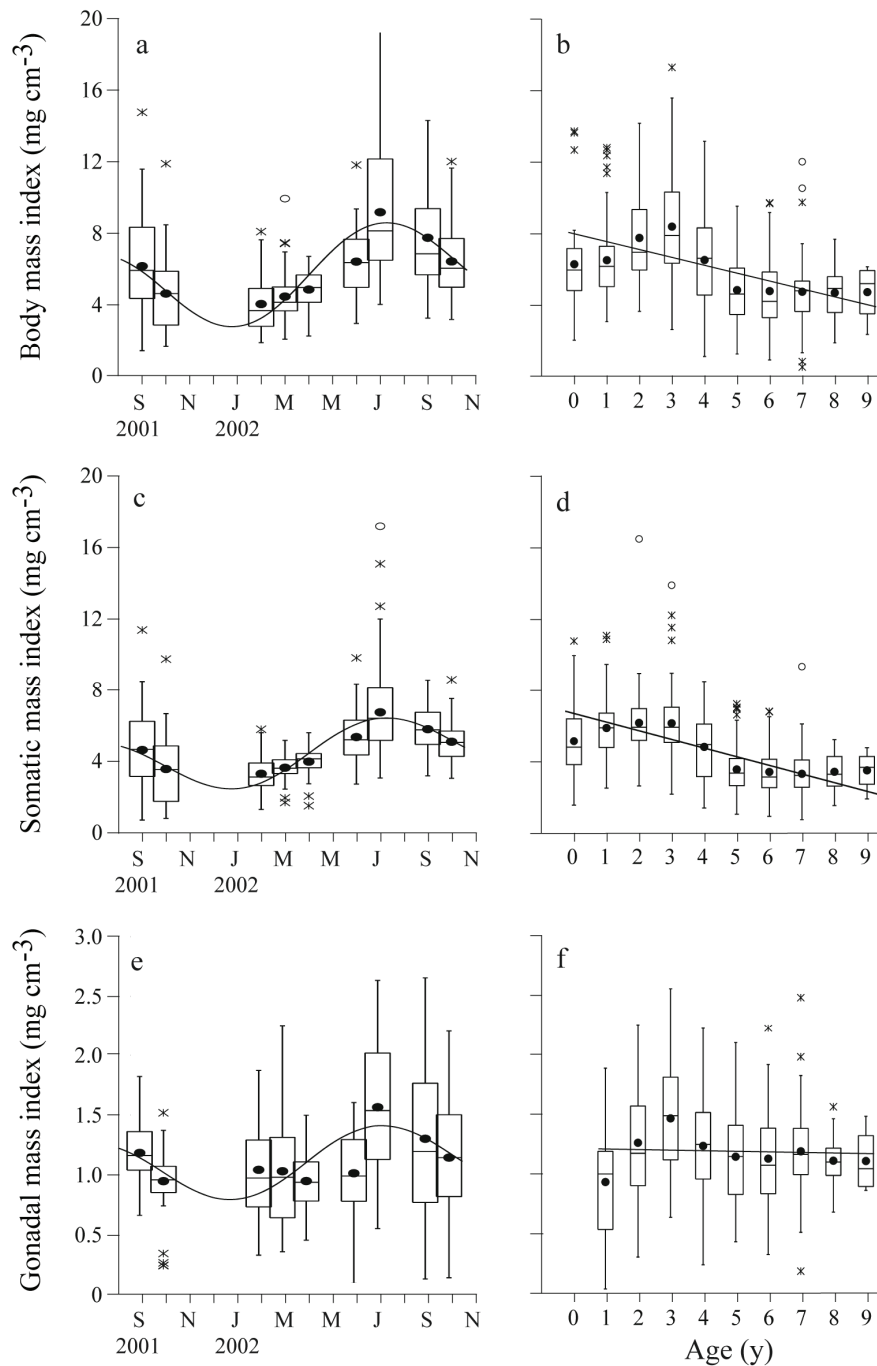 a
b
Body mass index (mg cm-3)
20
16
12
8
4
0
S N J M J S N
2001 2002
0 1 2 3 4 5 6 7 8 9
c
d
Somatic mass index (mg cm-3)
20
16
12
8
4
0
S N J M J S N
2001 2002
0 1 2 3 4 5 6 7 8 9
e
f
Gonadal mass index (mg cm-3)
3.0
2.5
2.0
1.5
1.0
0.5
0
S N J M J S N
2001 2002
0 1 2 3 4 5 6 7 8 9
Age (y)